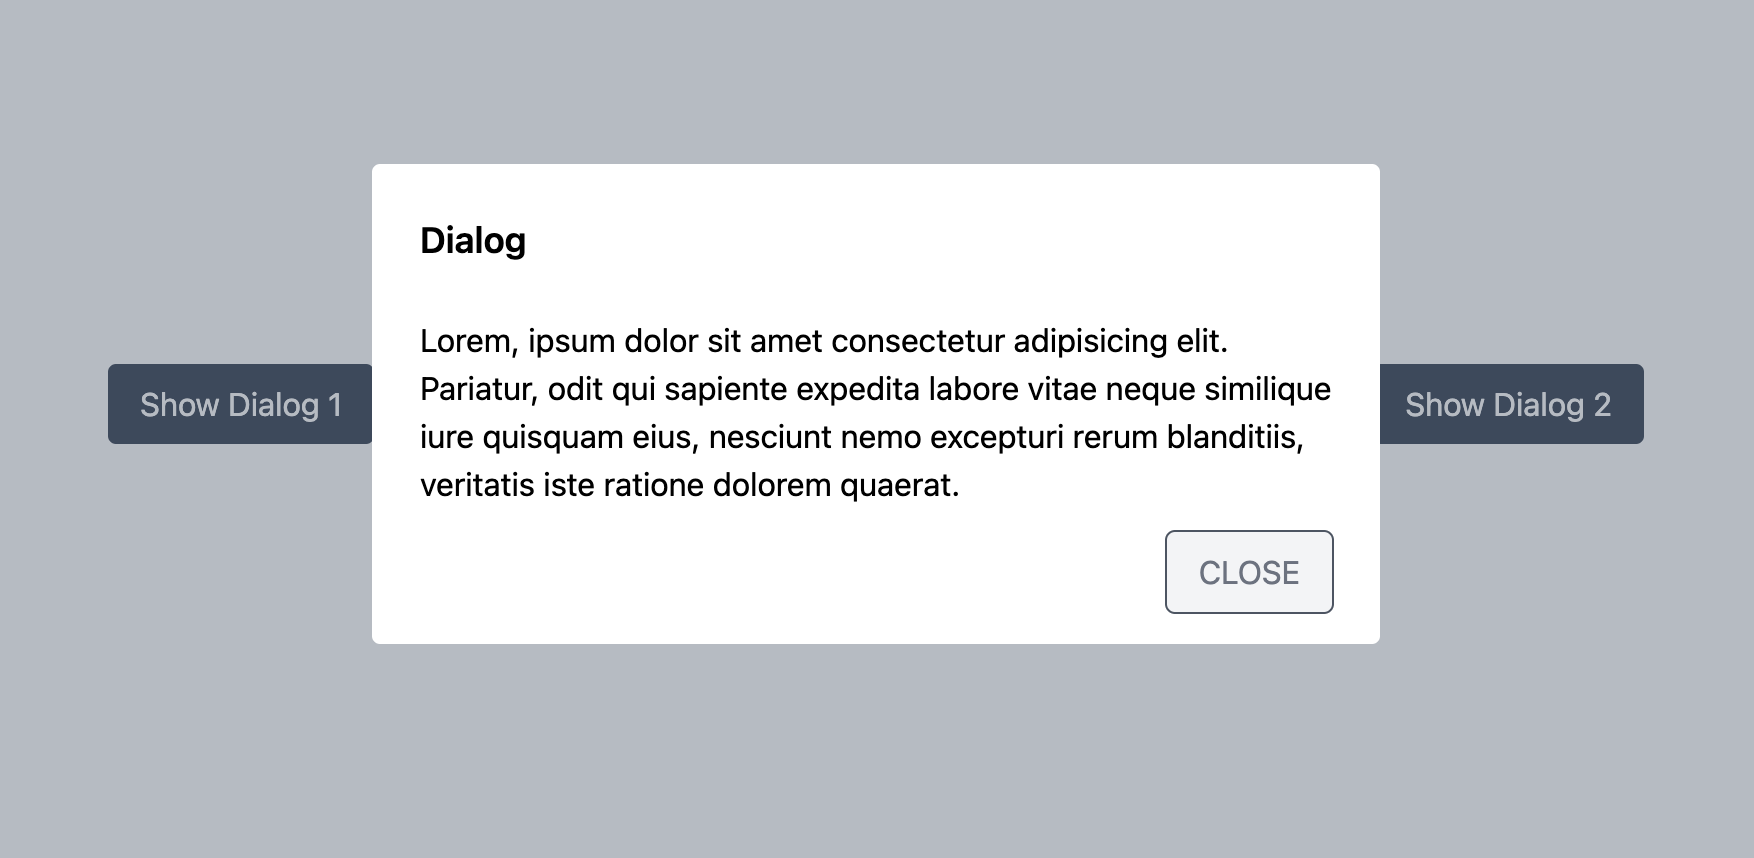 Dialog
Lorem, ipsum dolor sit amet consectetur adipisicing elit.
Pariatur, odit qui sapiente expedita labore vitae neque similique
iure quisquam eius, nesciunt nemo excepturi rerum blanditiis,
veritatis iste ratione dolorem quaerat.
Show Dialog 1
Show Dialog 2
CLOSE